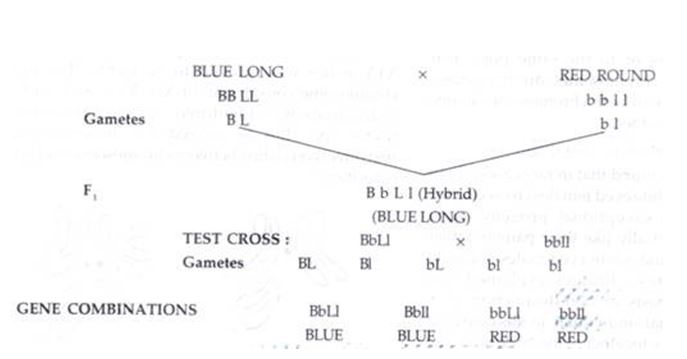 BLUE LONG × RED ROUND
BB LL b b l l
Gametes B L b l
F1 B b L l (Hybrid)
(BLUE LONG)
TEST CROSS : BbLl × bbll
Gametes BL Bl bL bl bl
GENE COMBINATIONS BbLl Bbll bbLl bbll
BLUE BLUE RED RED